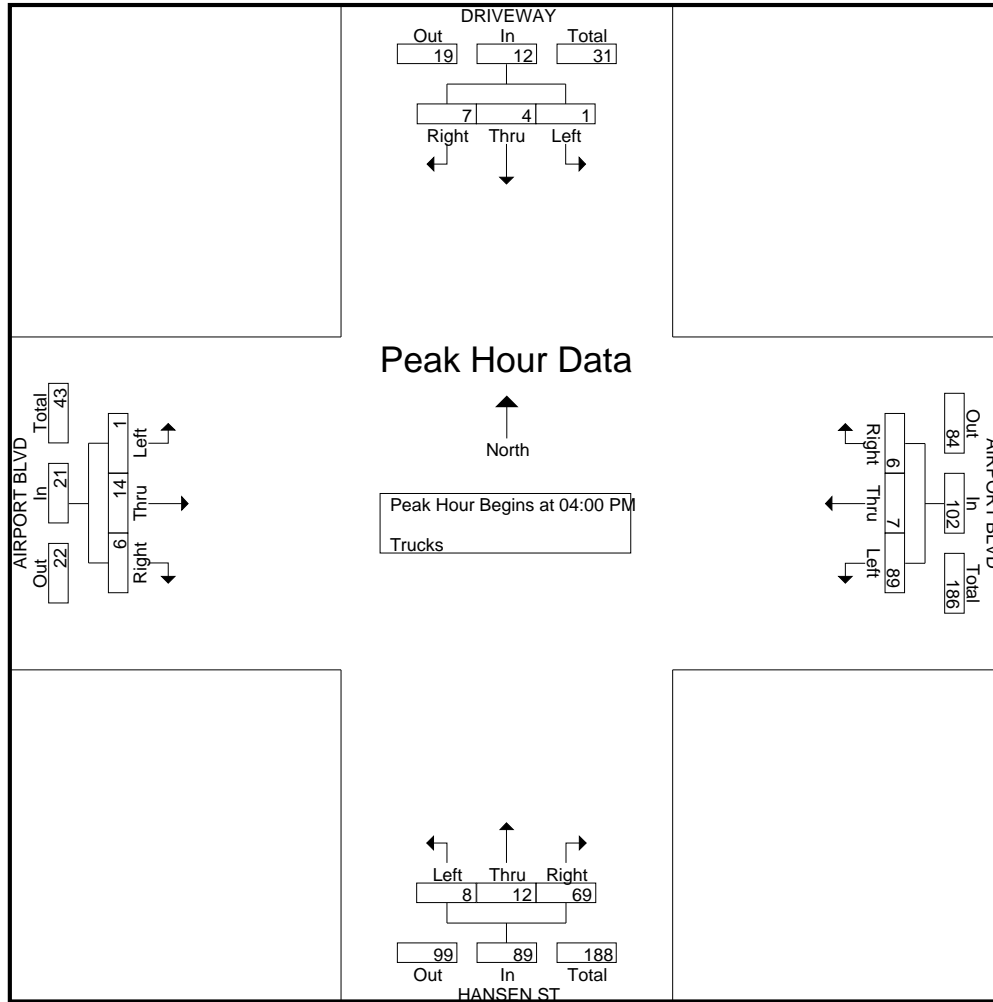 DRIVEWAY
Out In Total
19 12 31
7 4 1
Right Thru Left
Peak Hour Data
North
Peak Hour Begins at 04:00 PM
Trucks
AIRPORT BLVD
Out In Total
22 21 43
Right Thru Left
6 14 1
AIRPORT BLVD
Out In Total
84 102 186
Right Thru Left
6 7 89
Left Thru Right
8 12 69
99 89 188
Out In Total
HANSEN ST